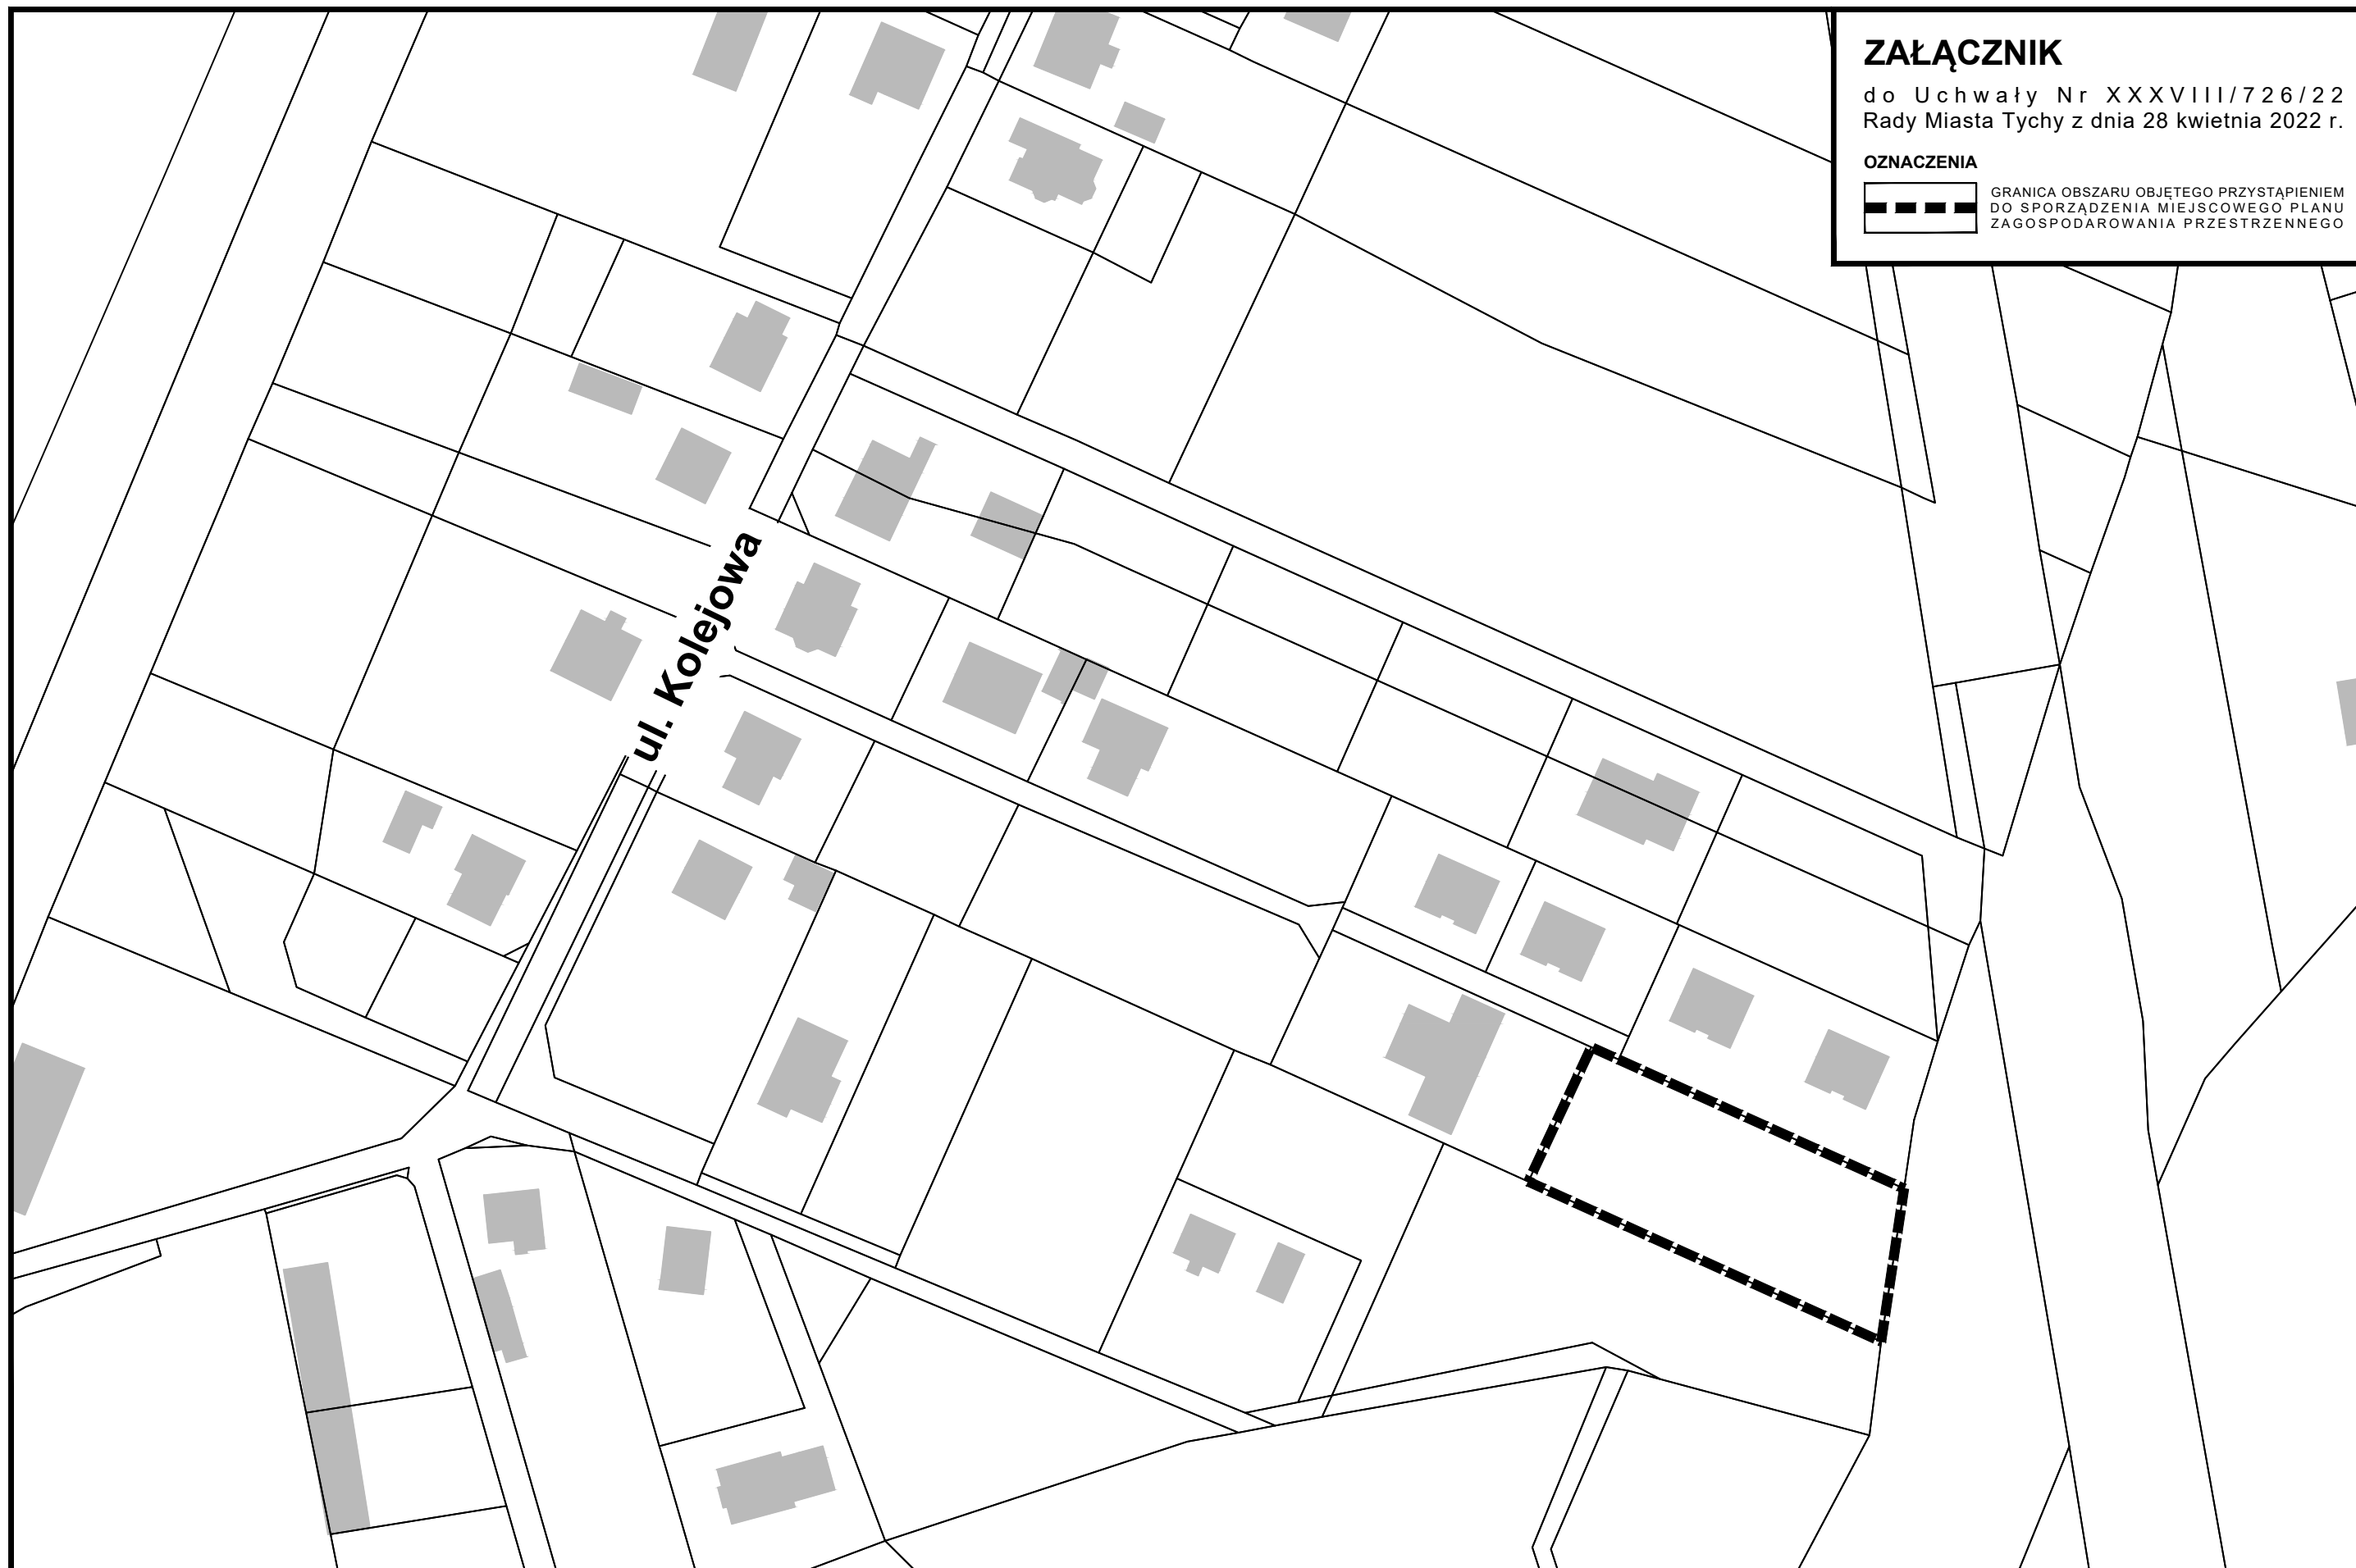 ZAŁĄCZNIK
do Uchwały Nr XXXVIII/726/22
Rady Miasta Tychy z dnia 28 kwietnia 2022 r.
OZNACZENIA
GRANICA OBSZARU OBJĘTEGO PRZYSTĄPIENIEM
DO SPORZĄDZENIA MIEJSCOWEGO PLANU
ZAGOSPODAROWANIA PRZESTRZENNEGO
ul. Kolejowa